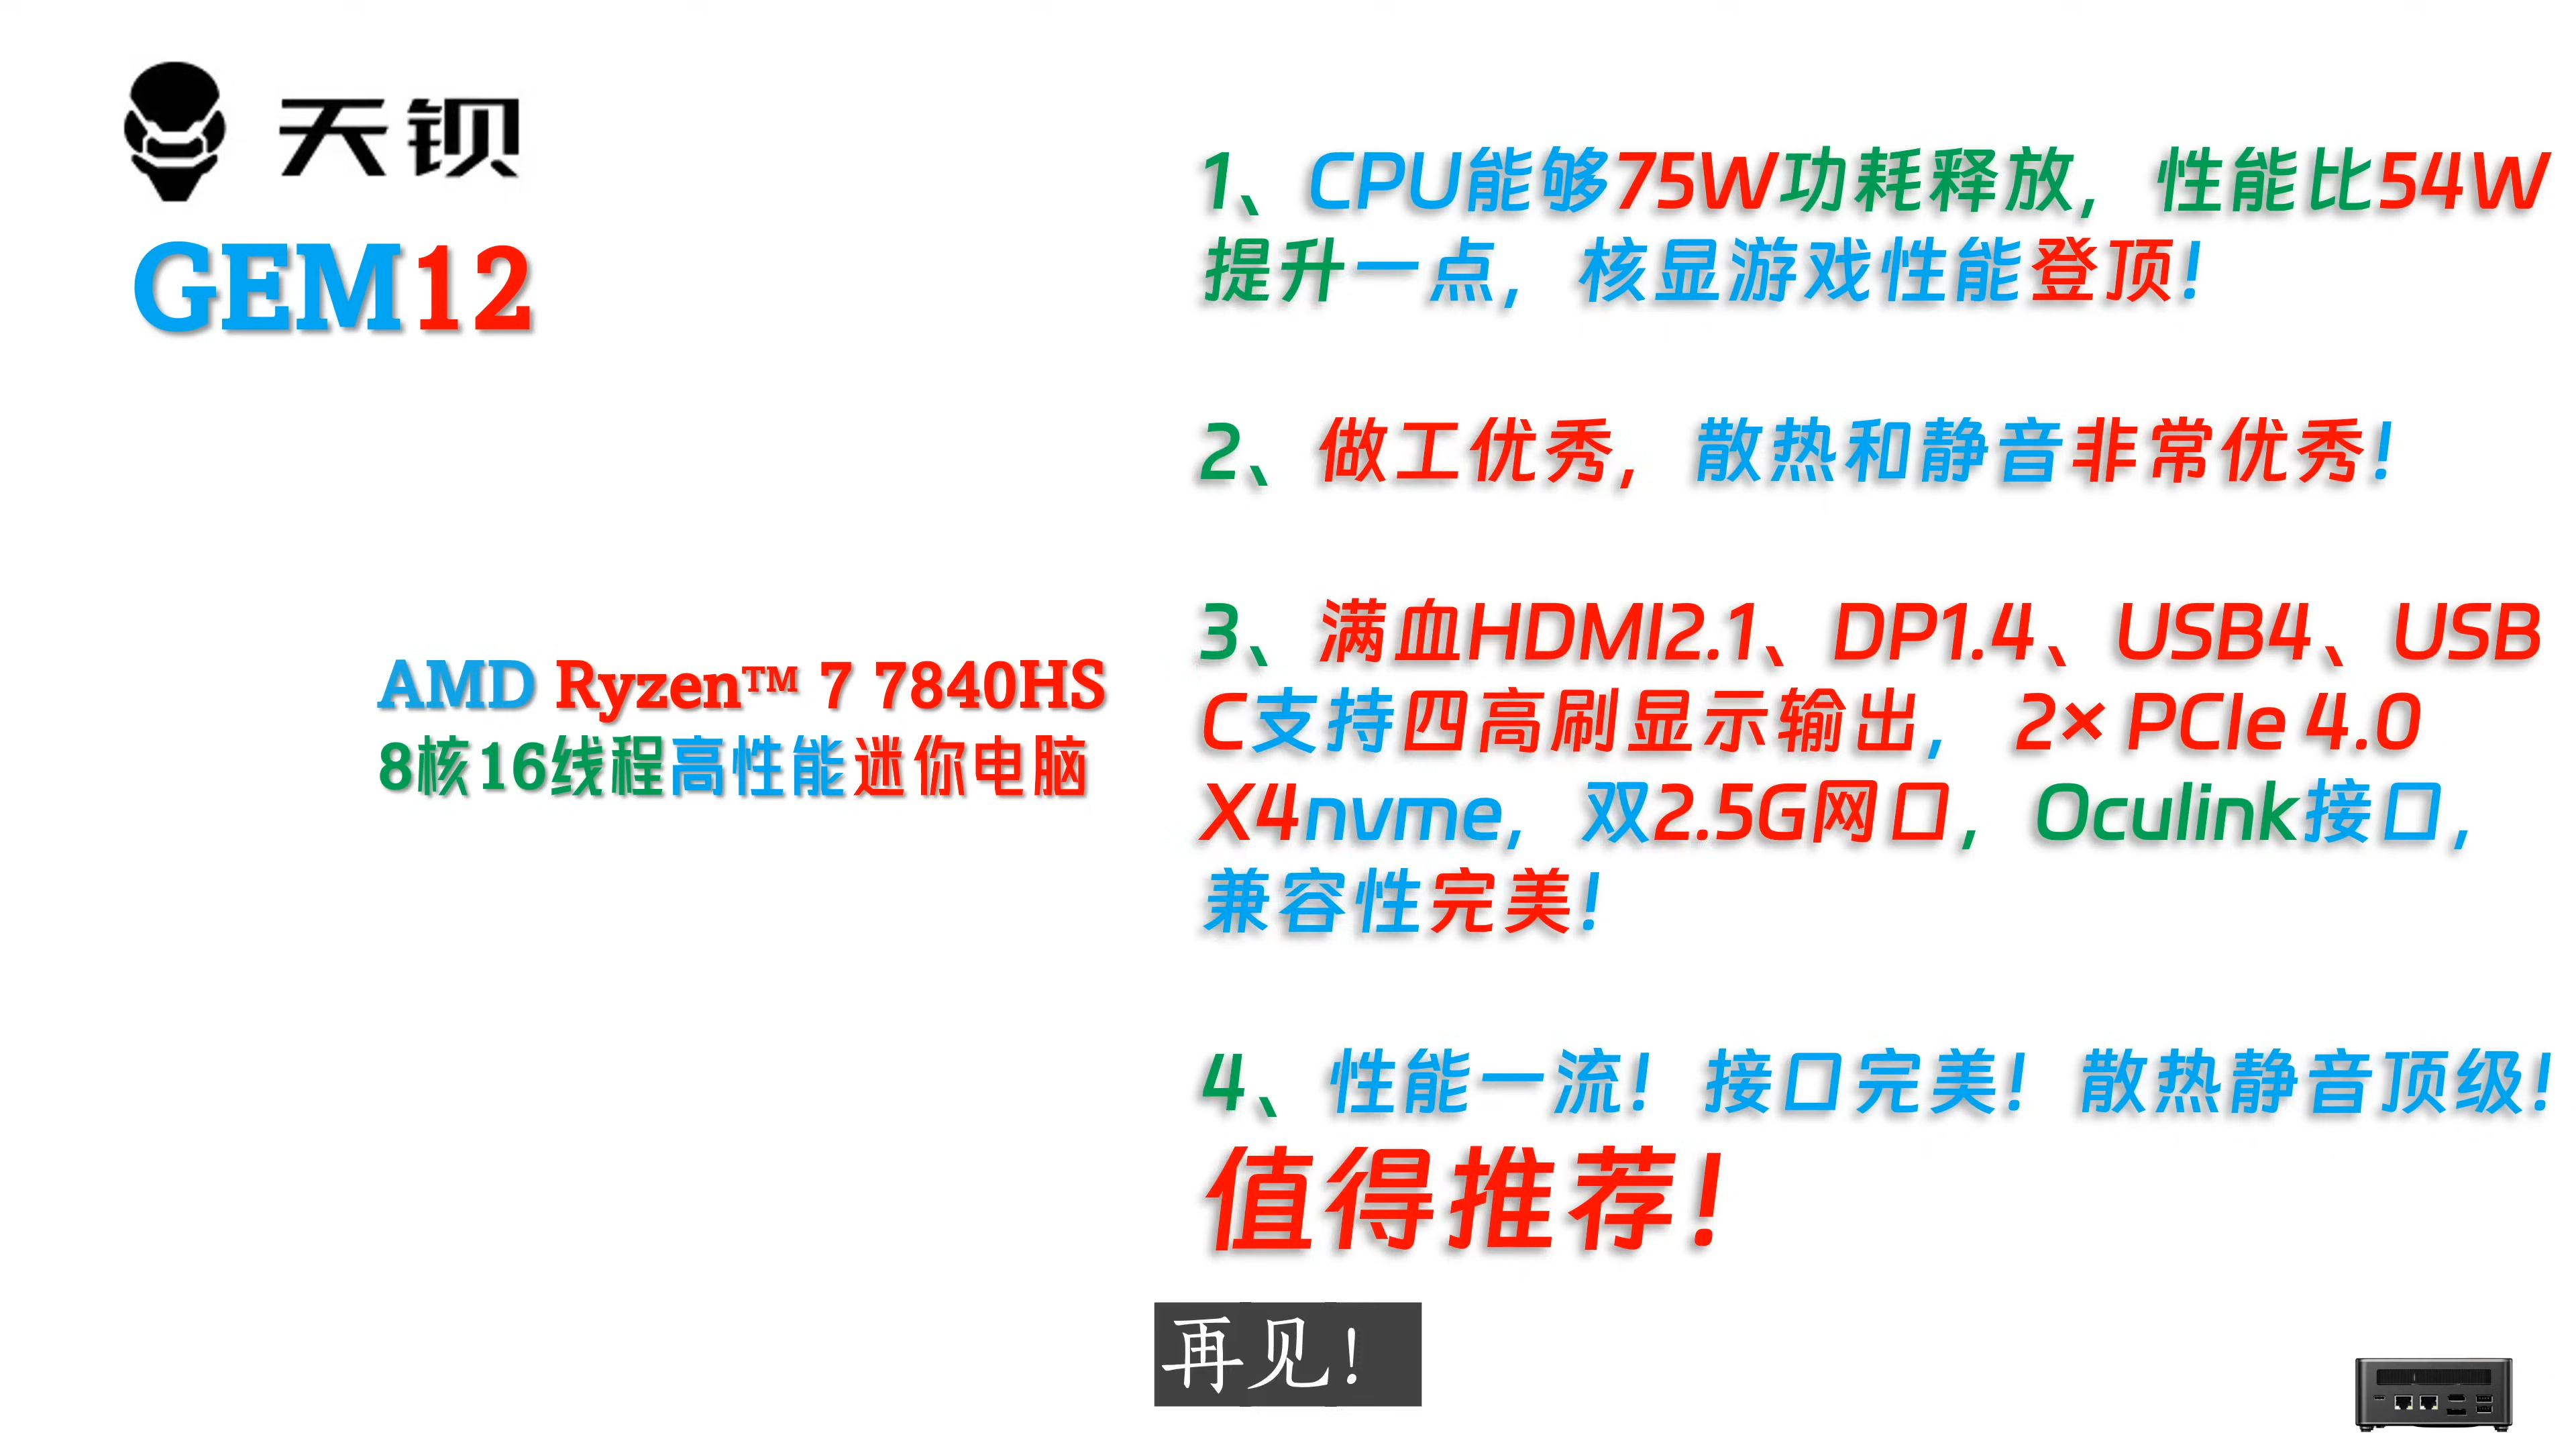 天钡
GEM12
AMD Ryzen™ 7 7840HS
8核16线程高性能迷你电脑
1、CPU能够75W功耗释放，性能比54W
提升一点，核显游戏性能登顶！
2、做工优秀，散热和静音非常优秀！
3、满血HDMI2.1、DP1.4、USB4、USB
C支持四高刷显示输出，2× PCIe 4.0
X4nvme，双2.5G网口，Oculink接口，
兼容性完美！
4、性能一流！接口完美！散热静音顶级！
值得推荐！
再见！